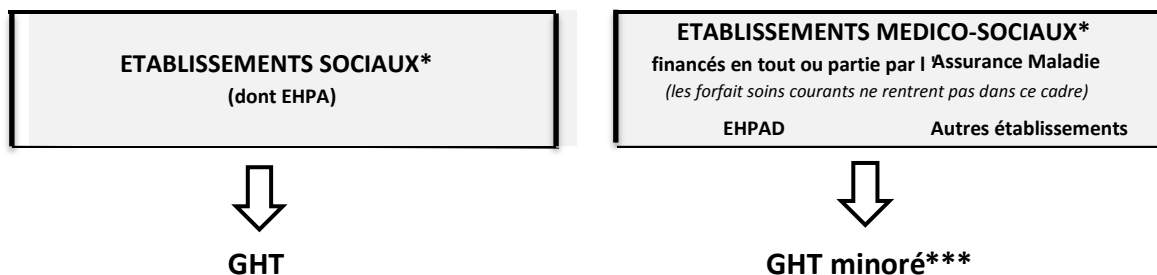 ETABLISSEMENTS SOCIAUX*
(dont EHPA)
ETABLISSEMENTS MEDICO-SOCIAUX*
financés en tout ou partie par l 'Assurance Maladie
(les forfait soins courants ne rentrent pas dans ce cadre)
EHPAD Autres établissements
GHT
GHT minoré***